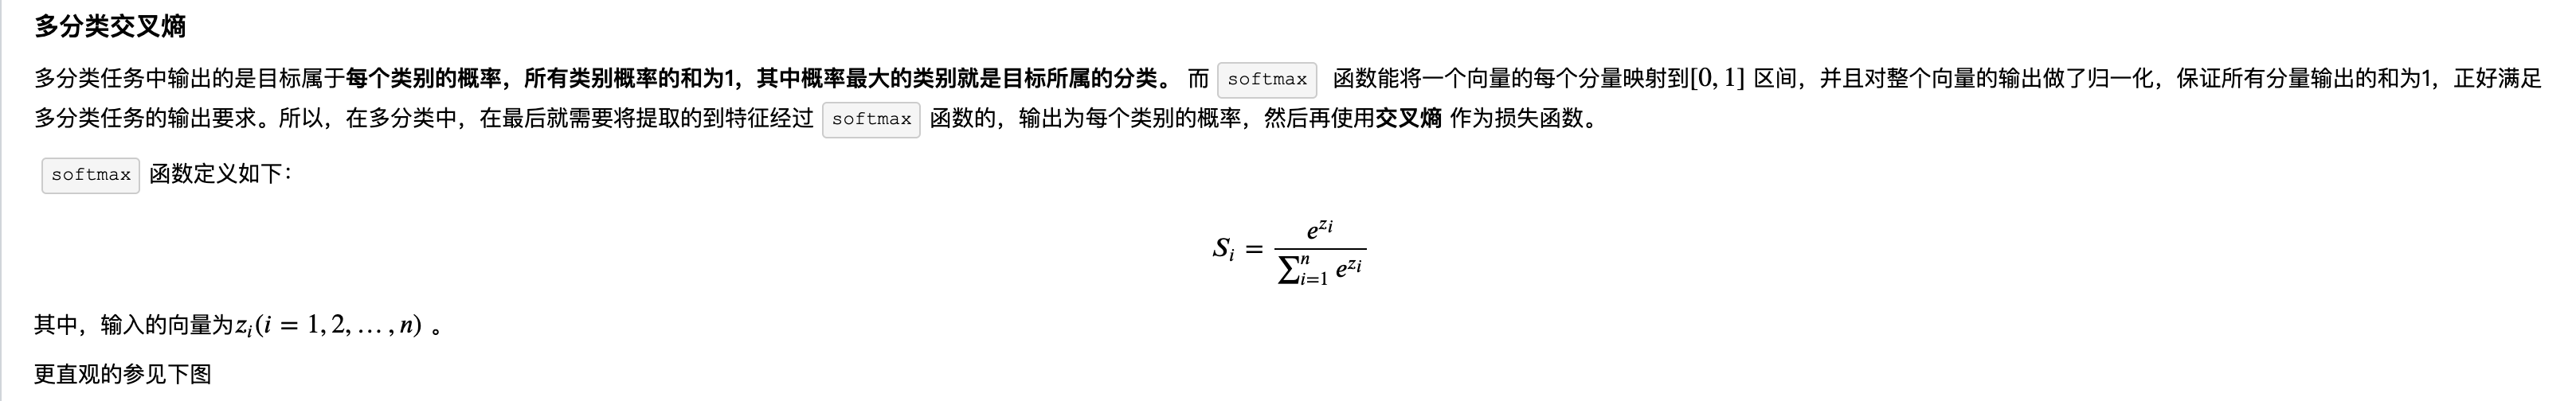 多分类交叉熵
多分类任务中输出的是目标属于每个类别的概率，所有类别概率的和为1，其中概率最大的类别就是目标所属的分类。 而 softmax 函数能将一个向量的每个分量映射到[0, 1] 区间，并且对整个向量的输出做了归一化，保证所有分量输出的和为1，正好满足
多分类任务的输出要求。所以，在多分类中，在最后就需要将提取的到特征经过 softmax 函数的，输出为每个类别的概率，然后再使用交叉熵 作为损失函数。
softmax 函数定义如下：
S_i = \frac{e^{z_i}}{\sum_{i=1}^{n} e^{z_i}}
其中，输入的向量为z_i(i = 1, 2, …, n) 。
更直观的参见下图